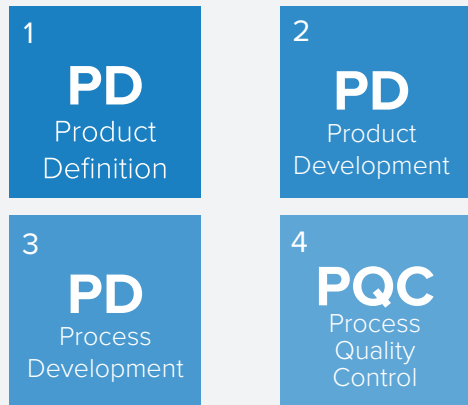 1
PD
Product
Definition
2
PD
Product
Development
3
PD
Process
Development
4
PQC
Process
Quality
Control